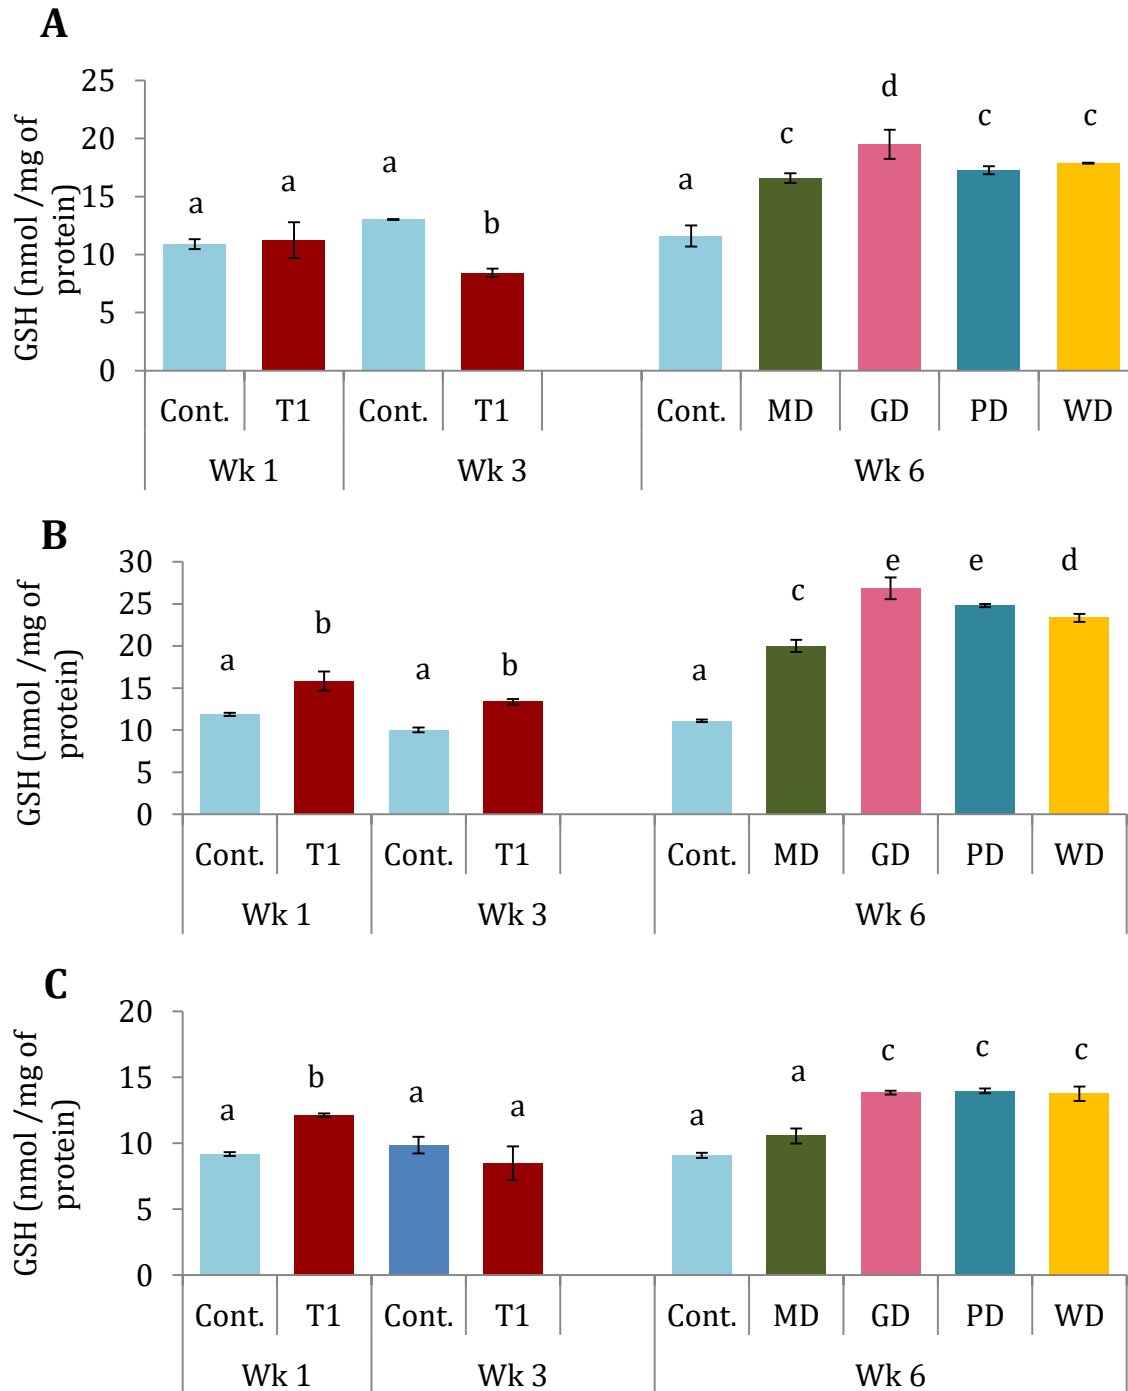 A
GSH (nmol /mg of
protein)
25
20
15
10
5
0
a
a
a
b
a
c
d
c
c
Cont.
T1
Cont.
T1
Cont.
MD
GD
PD
WD
Wk 1
Wk 3
Wk 6
B
GSH (nmol /mg of
protein)
30
25
20
15
10
5
0
a
b
a
b
a
c
e
e
d
Cont.
T1
Cont.
T1
Cont.
MD
GD
PD
WD
Wk 1
Wk 3
Wk 6
C
GSH (nmol /mg of
protein)
20
15
10
5
0
a
b
a
a
a
a
c
c
c
Cont.
T1
Cont.
T1
Cont.
MD
GD
PD
WD
Wk 1
Wk 3
Wk 6